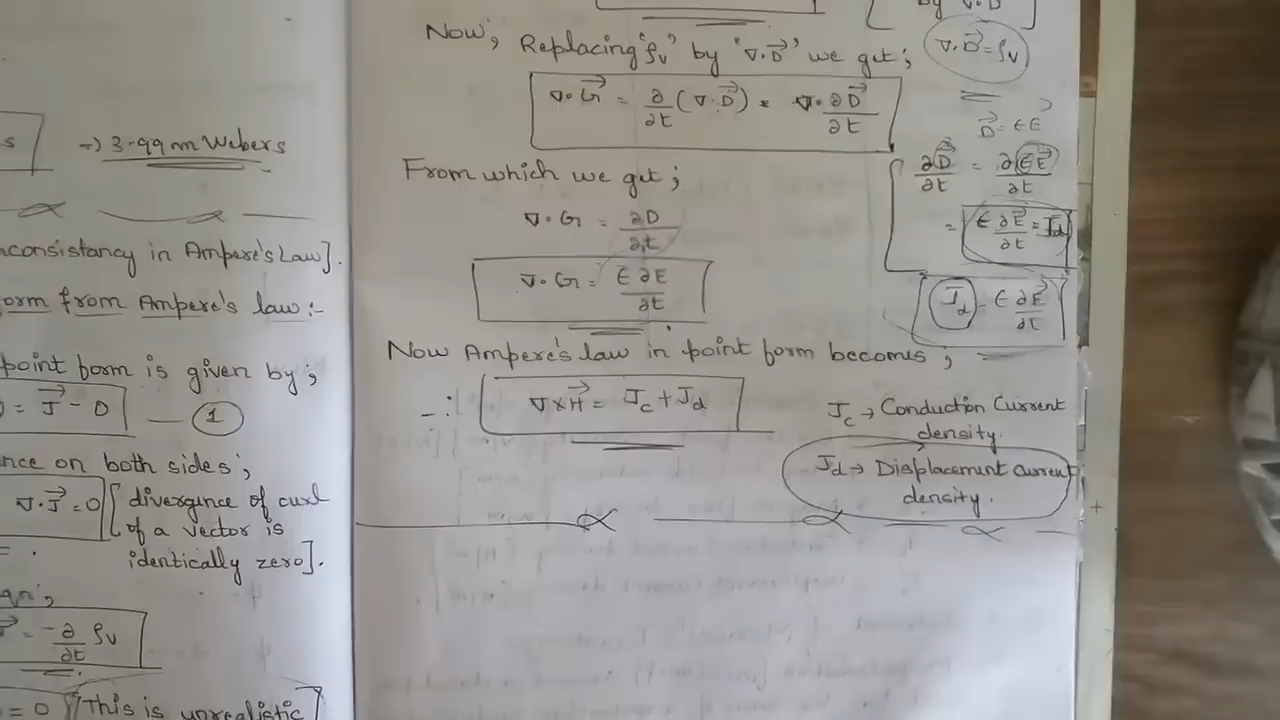 s
→ 3.99 m Webers
nconsistancy in Ampere's Law].
orm from Ampere's law :-
point form is given by;
= J⃗ - 0 — ①
nce on both sides;
∇.J⃗ = 0 [divergence of curl
of a vector is
identically zero].
= -∂/∂t ρv
= 0 [This is unrealistic]
by ∇.D
Now, Replacing 'ρv' by '∇.D⃗' we get;
∇.D⃗ = ρv
∇.G⃗ = ∂/∂t (∇.D⃗) = ∇.∂D⃗/∂t
D⃗ = ϵE⃗
From which we get;
∂D⃗/∂t = ∂(ϵE⃗)/∂t
∇.G = ∂D/∂t
= ϵ ∂E⃗/∂t = Jd
∇.G = ϵ ∂E/∂t
Jd = ϵ ∂E⃗/∂t
Now Ampere's law in point form becomes;
∴ ∇×H⃗ = Jc + Jd
Jc → Conduction Current
density.
Jd → Displacement Current
density.